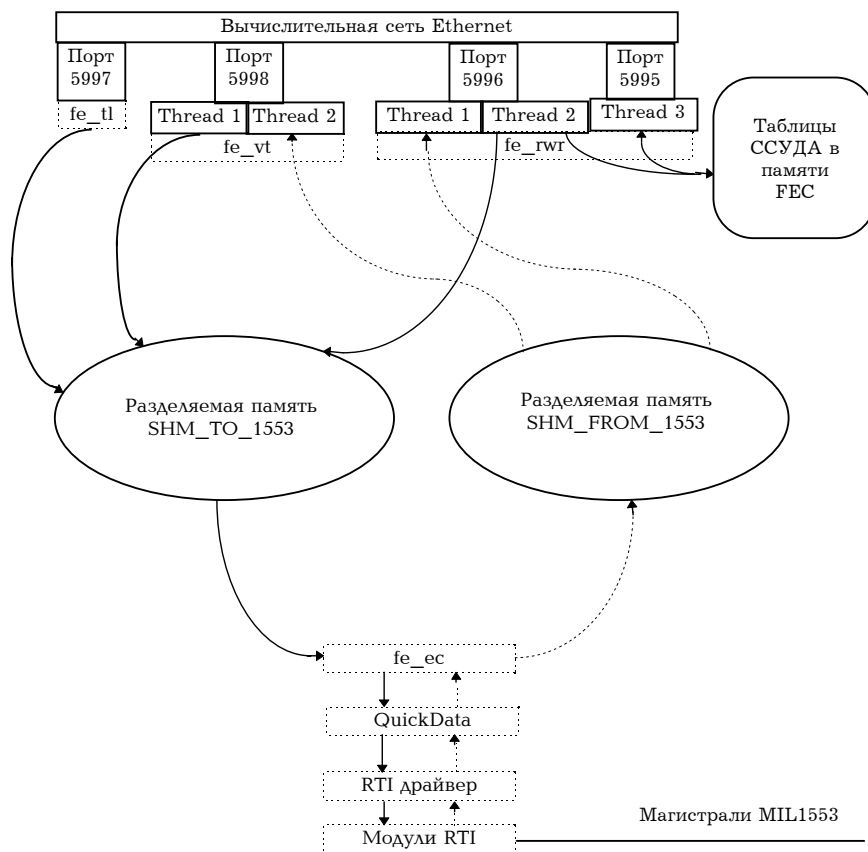 Вычислительная сеть Ethernet
Порт
5997
Порт
5998
Порт
5996
Порт
5995
fe_tl
Thread 1
Thread 2
fe_vt
Thread 1
Thread 2
Thread 3
fe_rwr
Таблицы
ССУДА в
памяти
FEC
Разделяемая память
SHM_TO_1553
Разделяемая память
SHM_FROM_1553
fe_ec
QuickData
RTI драйвер
Модули RTI
Магистрали MIL1553